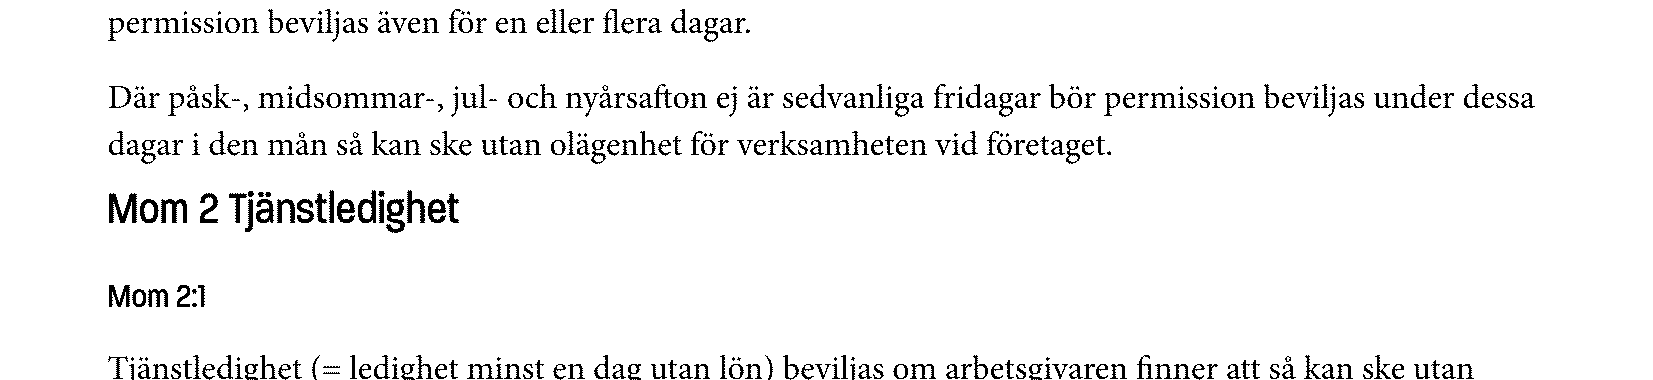 permission beviljas även för en eller flera dagar.
Där påsk-, midsommar-, jul- och nyårsafton ej är sedvanliga fridagar bör permission beviljas under dessa
dagar i den mån så kan ske utan olägenhet för verksamheten vid företaget.
Mom 2 Tjänstledighet
Mom 2:1
Tjänstledighet (= ledighet minst en dag utan lön) beviljas om arbetsgivaren finner att så kan ske utan